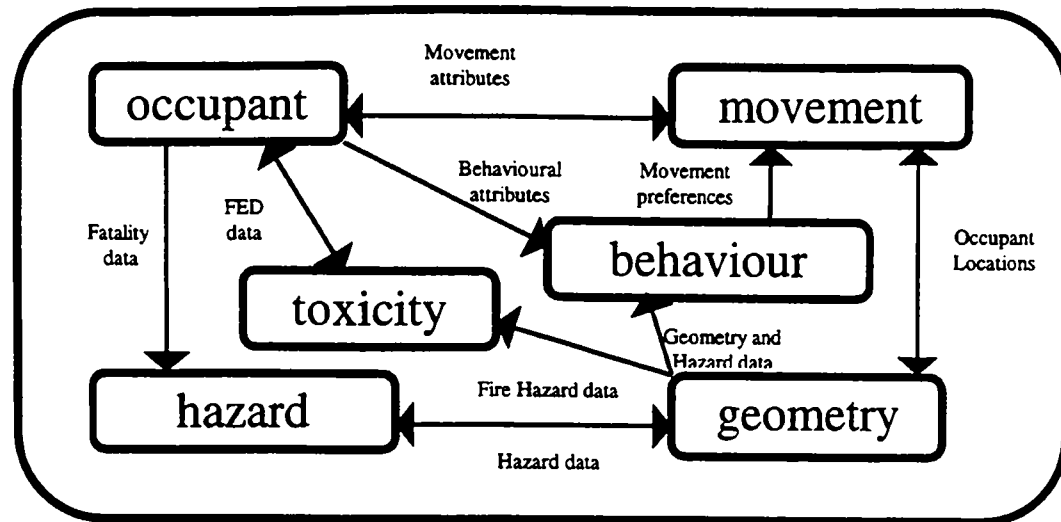 Movement
attributes
occupant
movement
Behavioural
attributes
Movement
preferences
FED
data
Fatality
data
behaviour
Occupant
Locations
toxicity
Geometry and
Hazard data
hazard
Fire Hazard data
geometry
Hazard data